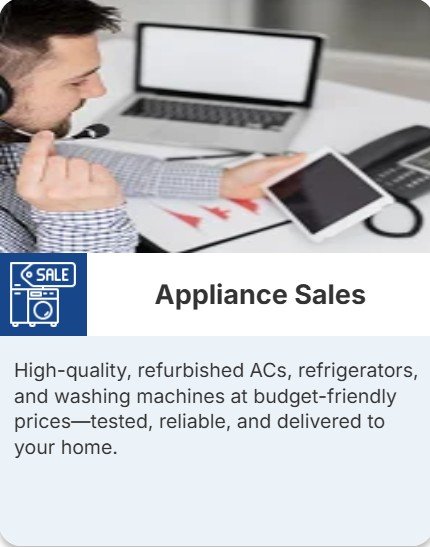 SALE
Appliance Sales
High-quality, refurbished ACs, refrigerators,
and washing machines at budget-friendly
prices—tested, reliable, and delivered to
your home.